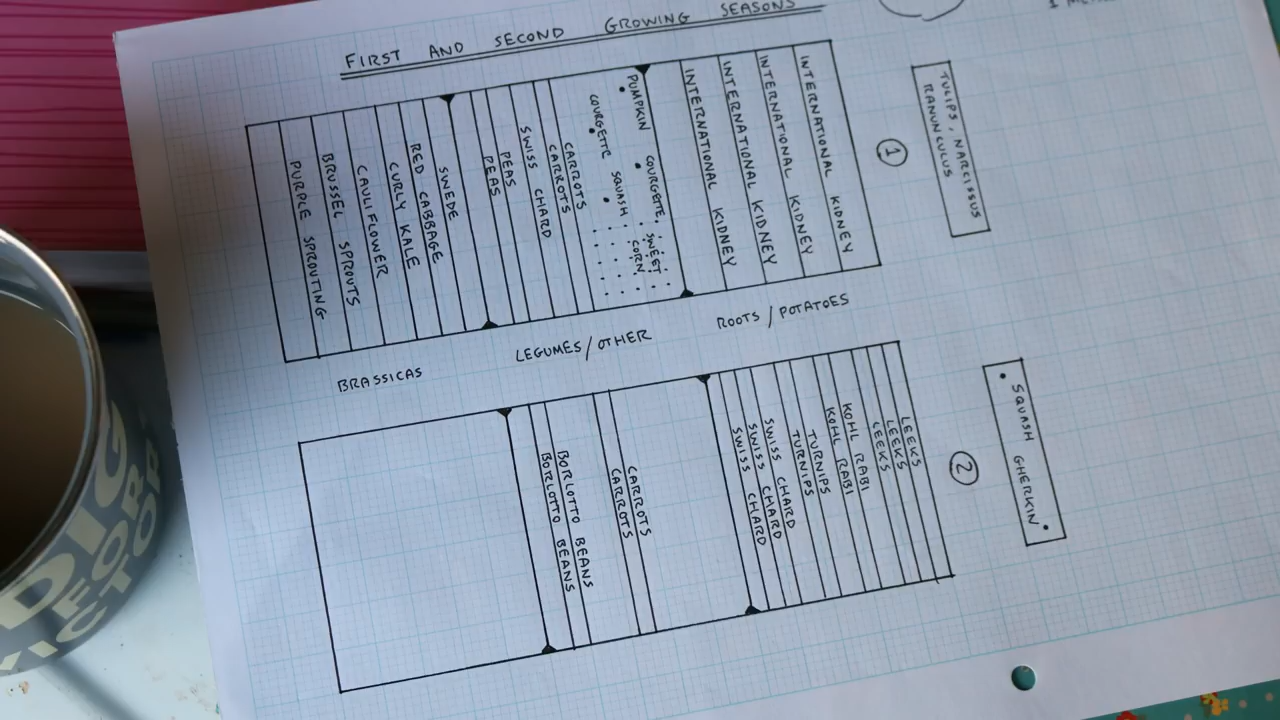 FIRST AND SECOND GROWING SEASONS
TULIPS, NARCISSUS
RANUNCULUS
1
INTERNATIONAL KIDNEY
INTERNATIONAL KIDNEY
INTERNATIONAL KIDNEY
INTERNATIONAL KIDNEY
PUMPKIN COURGETTE, SWEET
CORN
COURGETTE SQUASH
CARROTS
CARROTS
SWISS CHARD
PEAS
PEAS
SWEDE
RED CABBAGE
CURLY KALE
CAULIFLOWER
BRUSSEL SPROUTS
PURPLE SPROUTING
ROOTS/POTATOES
LEGUMES/OTHER
BRASSICAS
SQUASH GHERKIN
2
LEEKS
LEEKS
LEEKS
KOHL RABI
KOHL RABI
TURNIPS
TURNIPS
SWISS CHARD
SWISS CHARD
SWISS CHARD
CARROTS
CARROTS
BORLOTTO BEANS
BORLOTTO BEANS
DIG
FOR